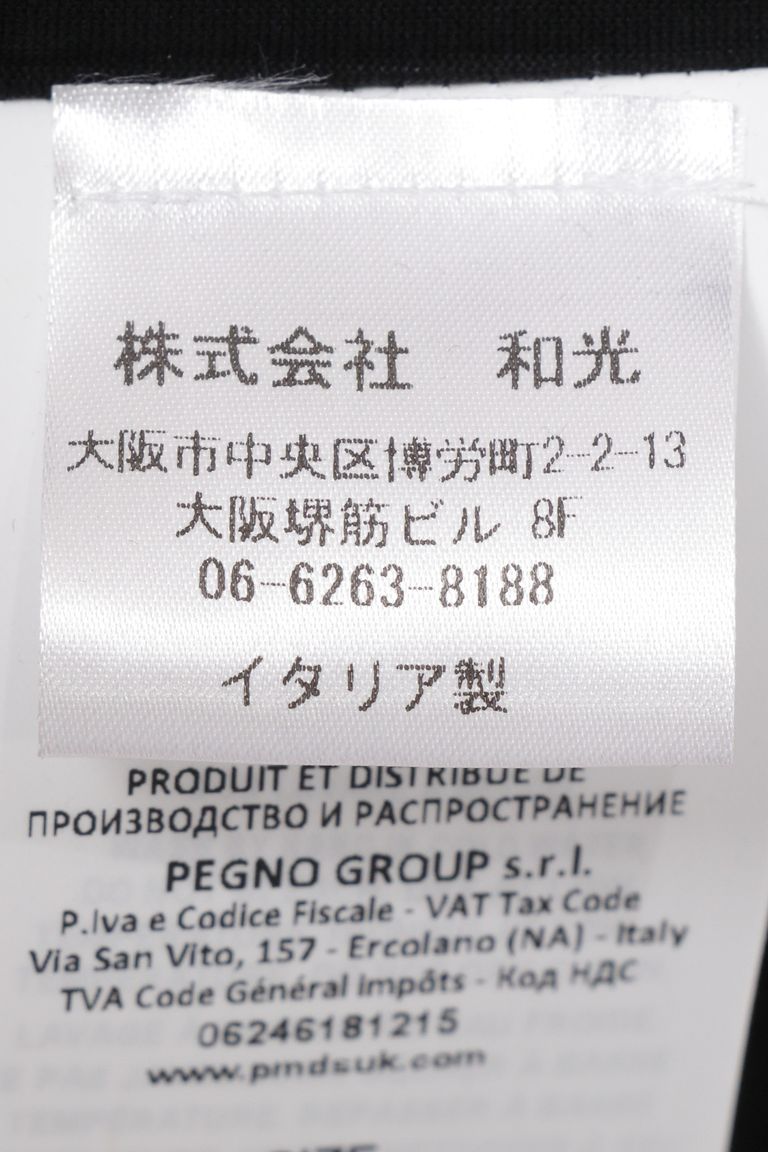 株式会社　和光
大阪市中央区博労町2-2-13
大阪堺筋ビル 8F
06-6263-8188
イタリア製
PRODUIT ET DISTRIBUE DE
ПРОИЗВОДСТВО И РАСПРОСТРАНЕНИЕ
PEGNO GROUP s.r.l.
P.Iva e Codice Fiscale - VAT Tax Code
Via San Vito, 157 - Ercolano (NA) - Italy
TVA Code Général Impôts - Код НДС
06246181215
www.pmdsuk.com